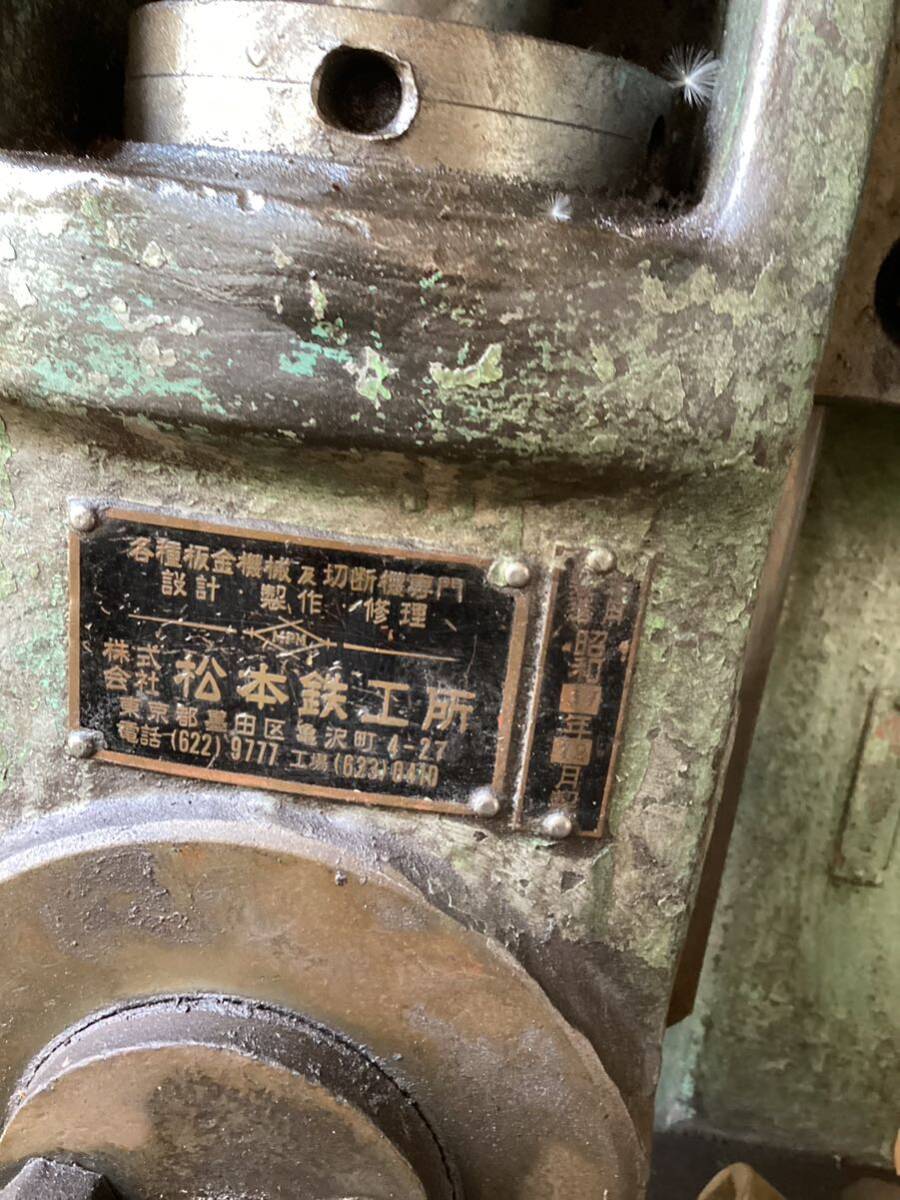 各種板金機械及切断機専門
設計 製作 修理
MPM
株式会社 松本鉄工所
東京都墨田区亀沢町4-27
電話(622)9777 工場(623)0410
昭和 年 月